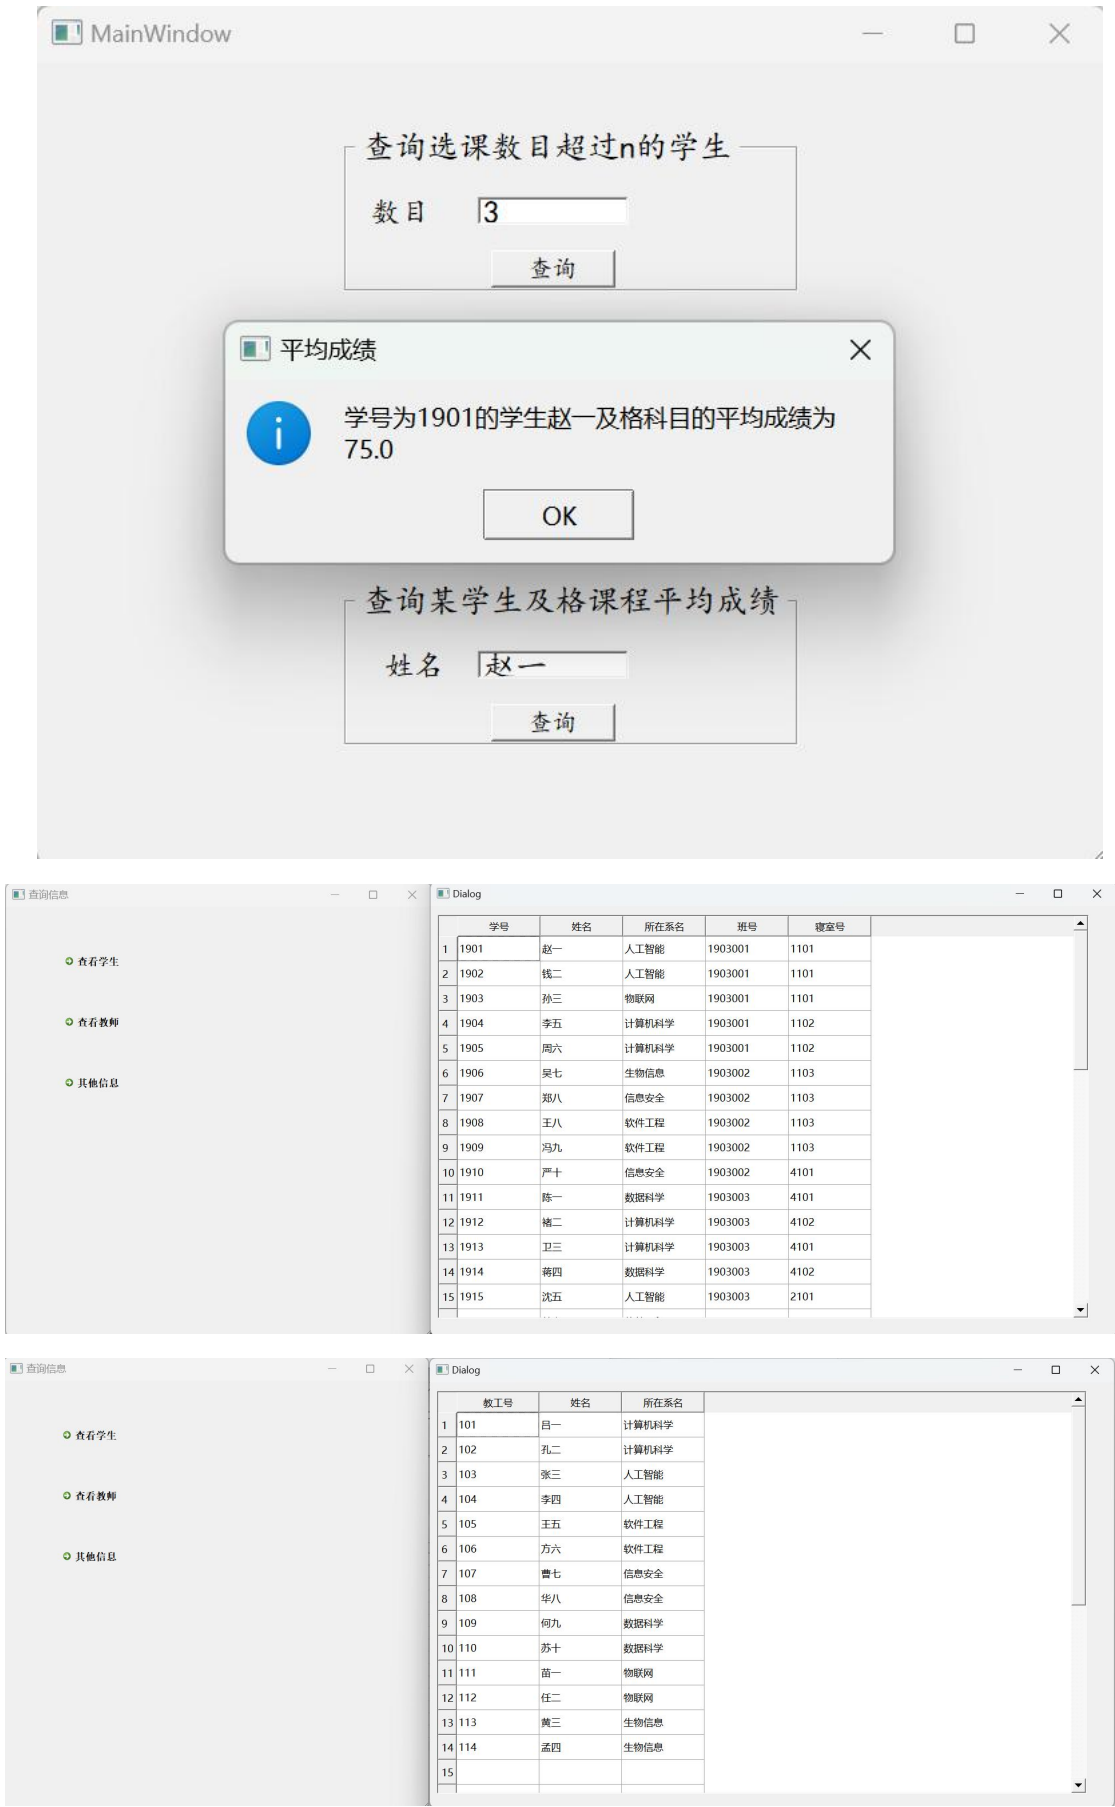 MainWindow
查询选课数目超过n的学生
数目 3
查询
平均成绩
学号为1901的学生赵一及格科目的平均成绩为
75.0
OK
查询某学生及格课程平均成绩
姓名 赵一
查询
查询信息
查看学生
查看教师
其他信息
Dialog
学号 姓名 所在系名 班号 寝室号
1 1901 赵一 人工智能 1903001 1101
2 1902 钱二 人工智能 1903001 1101
3 1903 孙三 物联网 1903001 1101
4 1904 李五 计算机科学 1903001 1102
5 1905 周六 计算机科学 1903001 1102
6 1906 吴七 生物信息 1903002 1103
7 1907 郑八 信息安全 1903002 1103
8 1908 王八 软件工程 1903002 1103
9 1909 冯九 软件工程 1903002 1103
10 1910 严十 信息安全 1903002 4101
11 1911 陈一 数据科学 1903003 4101
12 1912 褚二 计算机科学 1903003 4102
13 1913 卫三 计算机科学 1903003 4101
14 1914 蒋四 数据科学 1903003 4102
15 1915 沈五 人工智能 1903003 2101
查询信息
查看学生
查看教师
其他信息
Dialog
教工号 姓名 所在系名
1 101 吕一 计算机科学
2 102 孔二 计算机科学
3 103 张三 人工智能
4 104 李四 人工智能
5 105 王五 软件工程
6 106 方六 软件工程
7 107 曹七 信息安全
8 108 华八 信息安全
9 109 何九 数据科学
10 110 苏十 数据科学
11 111 苗一 物联网
12 112 任二 物联网
13 113 黄三 生物信息
14 114 孟四 生物信息
15